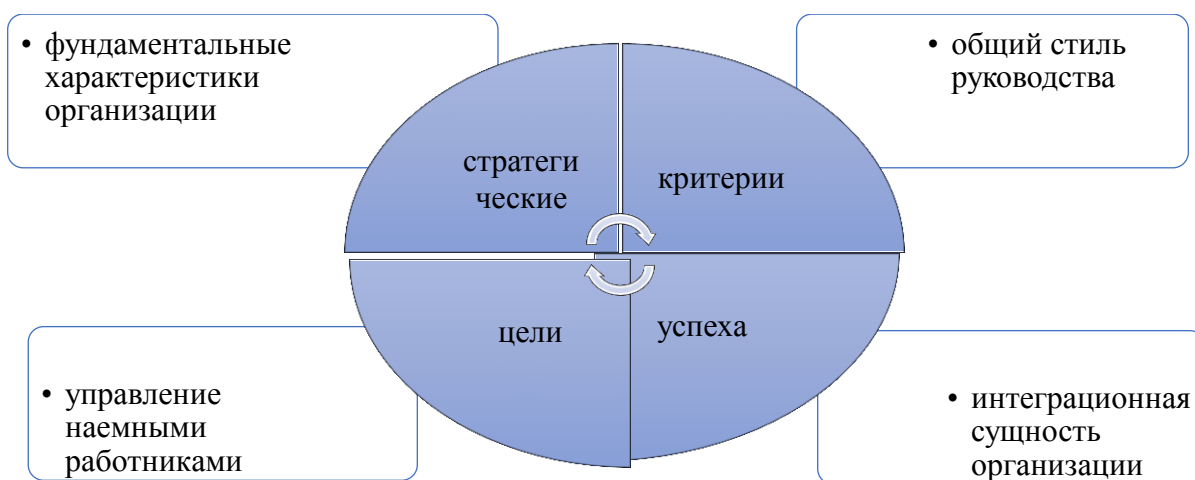 • фундаментальные
характеристики
организации
• общий стиль
руководства
стратеги
ческие
критерии
цели
успеха
• управление
наемными
работниками
• интеграционная
сущность
организации